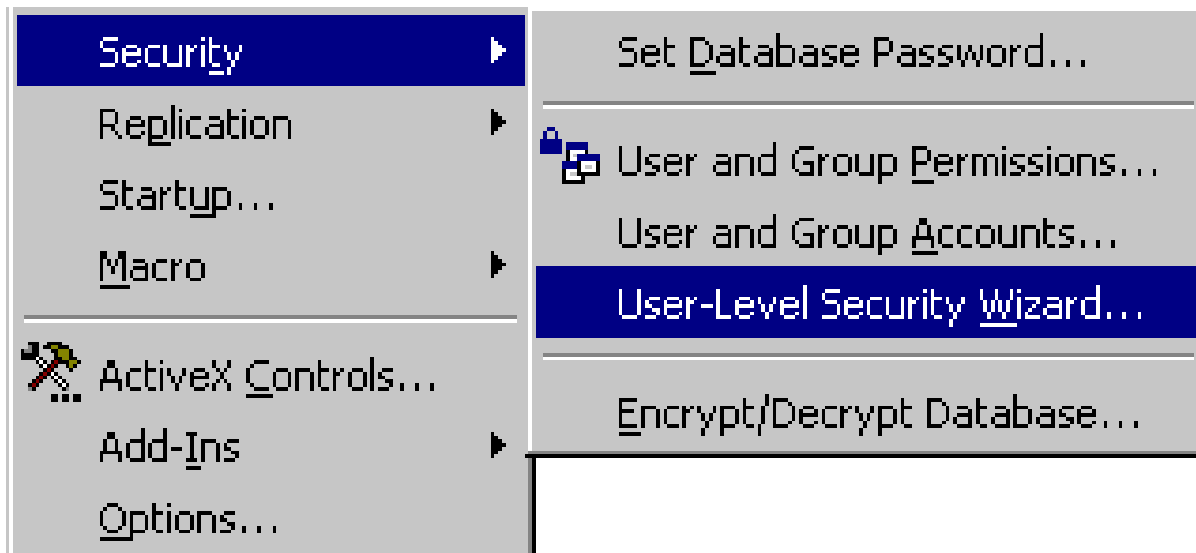 Security
Replication
Startup...
Macro
ActiveX Controls...
Add-Ins
Options...
Set Database Password...
User and Group Permissions...
User and Group Accounts...
User-Level Security Wizard...
Encrypt/Decrypt Database...